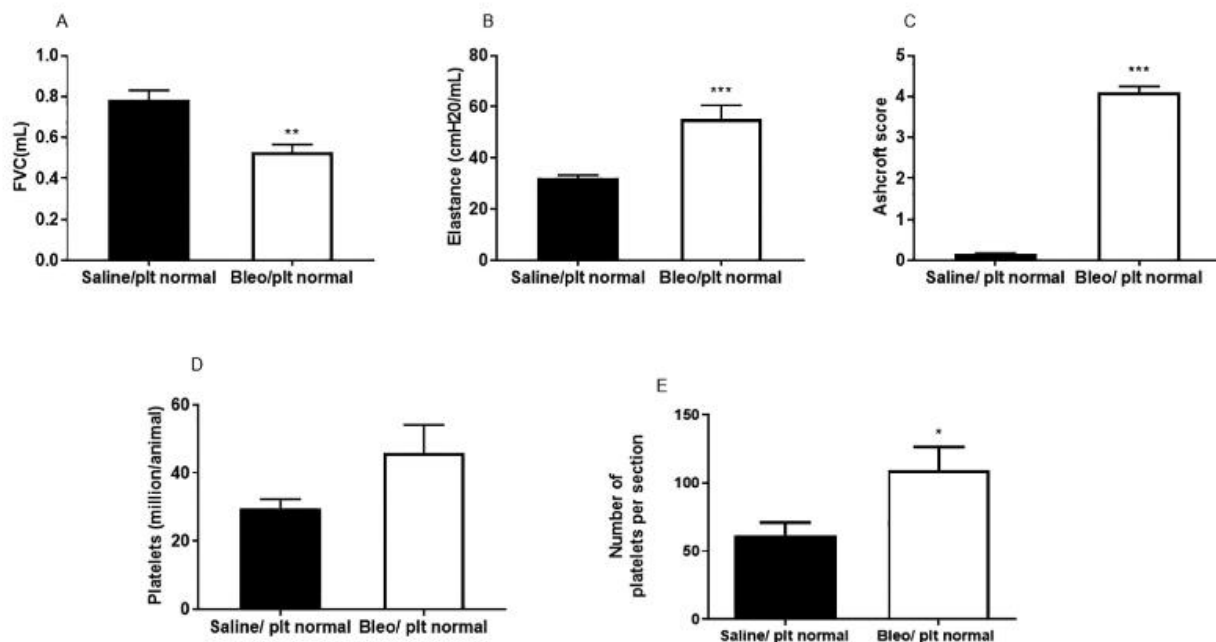 A
FVC(mL)
1.0
0.8
0.6
0.4
0.2
0.0
**
Saline/plt normal
Bleo/plt normal
B
Elastance (cmH20/mL)
80
60
40
20
0
***
Saline/plt normal
Bleo/plt normal
C
Ashcroft score
5
4
3
2
1
0
***
Saline/ plt normal
Bleo/ plt normal
D
Platelets (million/animal)
60
40
20
0
Saline/ plt normal
Bleo/ plt normal
E
Number of
platelets per section
150
100
50
0
*
Saline/ plt normal
Bleo/ plt normal